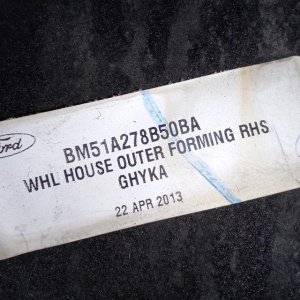 Ford
BM51A278B50BA
WHL HOUSE OUTER FORMING RHS
GHYKA
22 APR 2013